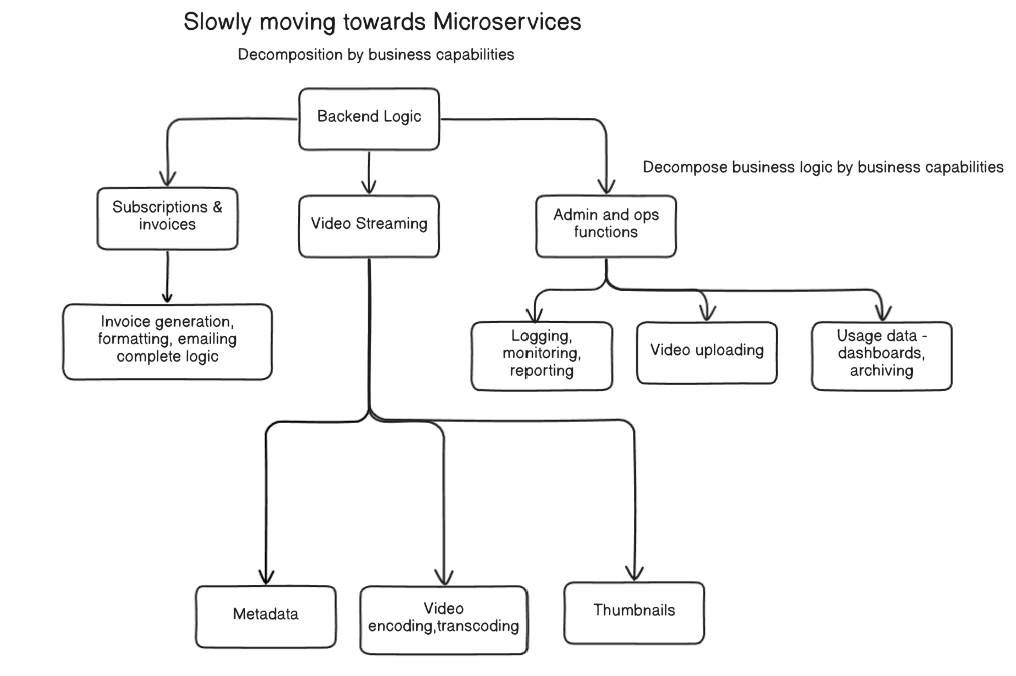 Slowly moving towards Microservices
Decomposition by business capabilities
Backend Logic
Decompose business logic by business capabilities
Subscriptions &
invoices
Video Streaming
Admin and ops
functions
Invoice generation,
formatting, emailing
complete logic
Logging,
monitoring,
reporting
Video uploading
Usage data -
dashboards,
archiving
Metadata
Video
encoding,transcoding
Thumbnails